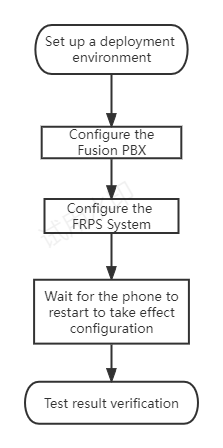 Set up a deployment
environment
Configure the
Fusion PBX
Configure the
FRPS System
Wait for the phone to
restart to take effect
configuration
Test result verification